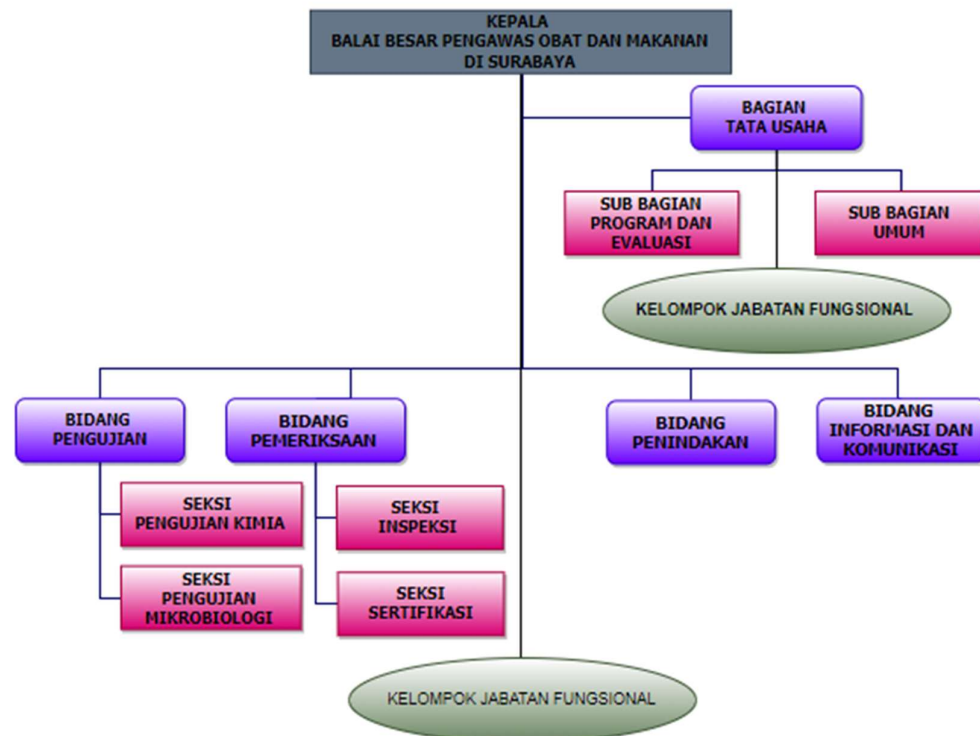 KEPALA
BALAI BESAR PENGAWAS OBAT DAN MAKANAN
DI SURABAYA
BAGIAN
TATA USAHA
SUB BAGIAN
PROGRAM DAN
EVALUASI
SUB BAGIAN
UMUM
KELOMPOK JABATAN FUNGSIONAL
BIDANG
PENGUJIAN
BIDANG
PEMERIKSAAN
BIDANG
PENINDAKAN
BIDANG
INFORMASI DAN
KOMUNIKASI
SEKSI
PENGUJIAN KIMIA
SEKSI
INSPEKSI
SEKSI
PENGUJIAN
MIKROBIOLOGI
SEKSI
SERTIFIKASI
KELOMPOK JABATAN FUNGSIONAL